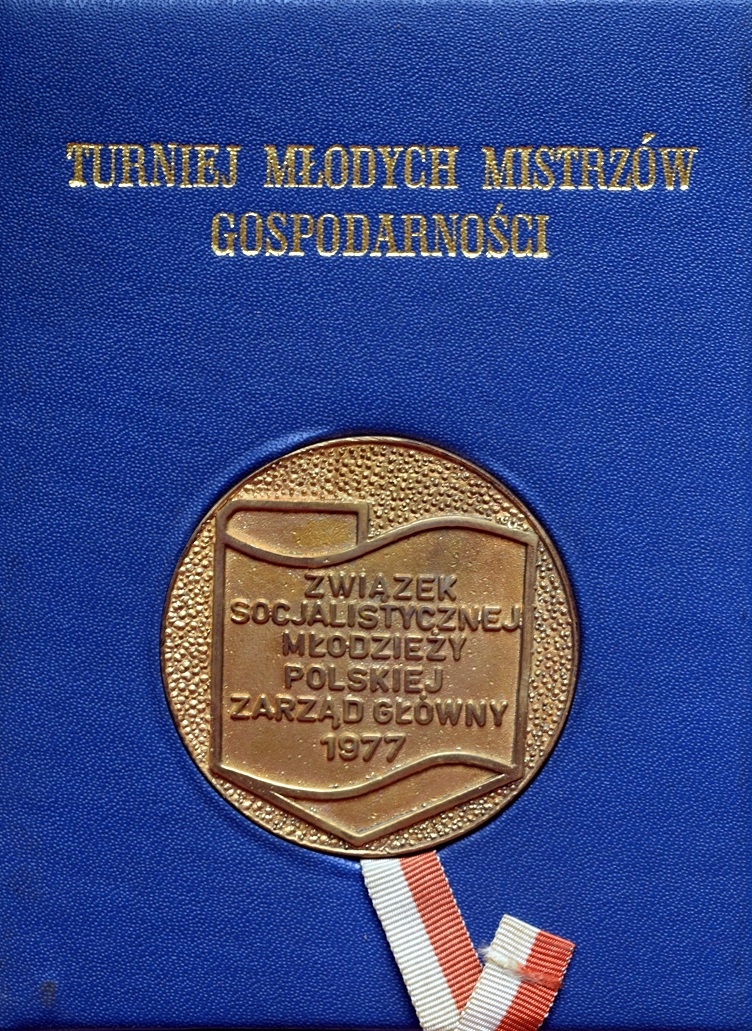 TURNIEJ MŁODYCH MISTRZÓW
GOSPODARNOŚCI
ZWIĄZEK
SOCJALISTYCZNEJ
MŁODZIEŻY
POLSKIEJ
ZARZĄD GŁÓWNY
1977